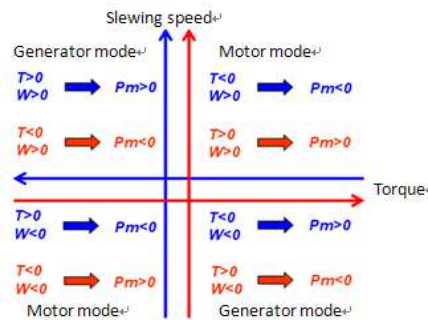 Slewing speed↵
Generator mode↵
Motor mode↵
T>0
W>0
Pm>0
T<0
W>0
Pm<0
T<0
W>0
Pm<0
T>0
W>0
Pm>0
Torque↵
T>0
W<0
Pm<0
T<0
W<0
Pm>0
T<0
W<0
Pm>0
T>0
W<0
Pm<0
Motor mode↵
Generator mode↵